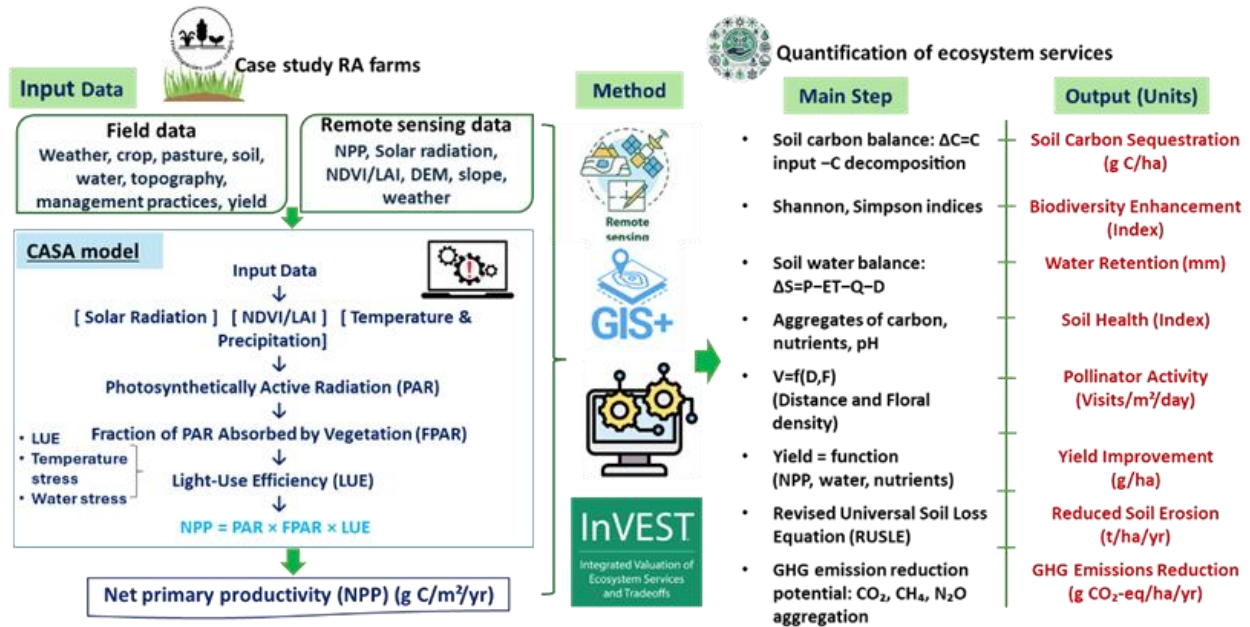 Case study RA farms
Quantification of ecosystem services
Input Data
Method
Main Step
Output (Units)
Field data
Weather, crop, pasture, soil,
water, topography,
management practices, yield
Remote sensing data
NPP, Solar radiation,
NDVI/LAI, DEM, slope,
weather
CASA model
Input Data
↓
[ Solar Radiation ] [ NDVI/LAI ] [ Temperature &
Precipitation]
↓
Photosynthetically Active Radiation (PAR)
↓
Fraction of PAR Absorbed by Vegetation (FPAR)
↓
• LUE
• Temperature
stress
• Water stress
Light-Use Efficiency (LUE)
↓
NPP = PAR × FPAR × LUE
Net primary productivity (NPP) (g C/m²/yr)
Remote
sensing
GIS+
InVEST
Integrated Valuation of
Ecosystem Services
and Tradeoffs
• Soil carbon balance: ΔC=C
input −C decomposition
Soil Carbon Sequestration
(g C/ha)
• Shannon, Simpson indices
Biodiversity Enhancement
(Index)
• Soil water balance:
ΔS=P−ET−Q−D
Water Retention (mm)
• Aggregates of carbon,
nutrients, pH
Soil Health (Index)
• V=f(D,F)
(Distance and Floral
density)
Pollinator Activity
(Visits/m²/day)
• Yield = function
(NPP, water, nutrients)
Yield Improvement
(g/ha)
• Revised Universal Soil Loss
Equation (RUSLE)
Reduced Soil Erosion
(t/ha/yr)
• GHG emission reduction
potential: CO₂, CH₄, N₂O
aggregation
GHG Emissions Reduction
(g CO₂-eq/ha/yr)